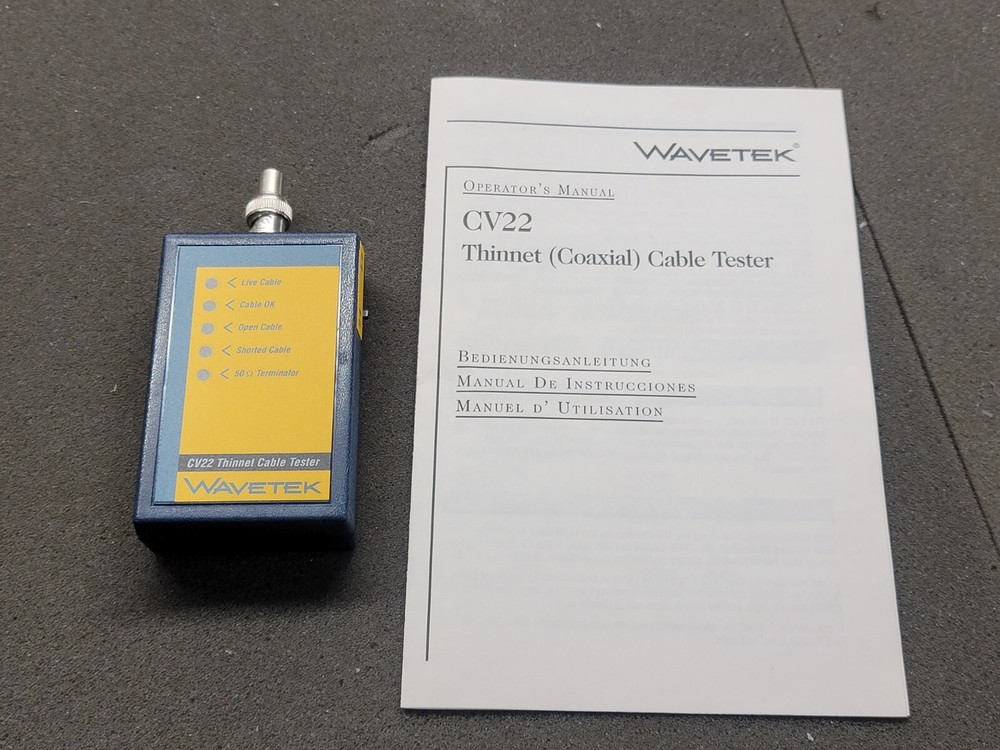 Live Cable
Cable OK
Open Cable
Shorted Cable
50Ω Terminator
CV22 Thinnet Cable Tester
WAVETEK
WAVETEK®
OPERATOR'S MANUAL
CV22
Thinnet (Coaxial) Cable Tester
BEDIENUNGSANLEITUNG
MANUAL DE INSTRUCCIONES
MANUEL D' UTILISATION